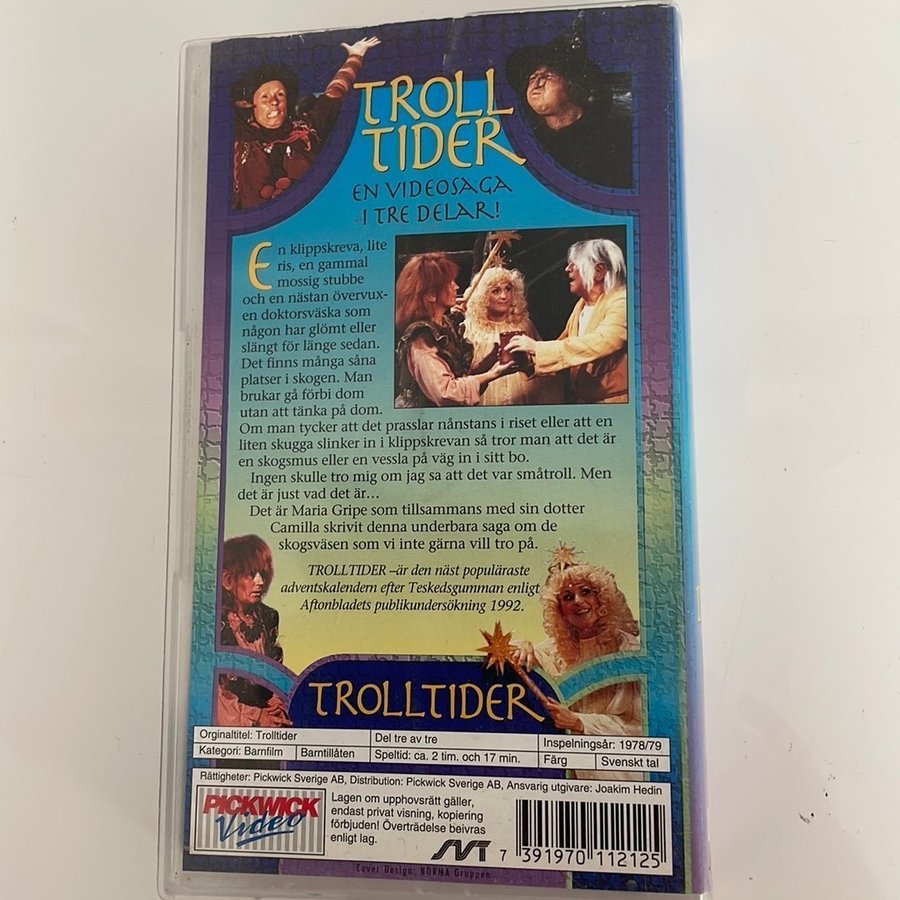 TROLL
TIDER
EN VIDEOSAGA
I TRE DELAR!
En klippskreva, lite
ris, en gammal
mossig stubbe
och en nästan övervux-
en doktorsväska som
någon har glömt eller
slängt för länge sedan.
Det finns många såna
platser i skogen. Man
brukar gå förbi dom
utan att tänka på dom.
Om man tycker att det prasslar nånstans i riset eller att en
liten skugga slinker in i klippskrevan så tror man att det är
en skogsmus eller en vessla på väg in i sitt bo.
Ingen skulle tro mig om jag sa att det var småtroll. Men
det är just vad det är...
Det är Maria Gripe som tillsammans med sin dotter
Camilla skrivit denna underbara saga om de
skogsväsen som vi inte gärna vill tro på.
TROLLTIDER –är den näst populäraste
adventskalendern efter Teskedsgumman enligt
Aftonbladets publikundersökning 1992.
TROLLTIDER
Orginaltitel: Trolltider
Del tre av tre
Inspelningsår: 1978/79
Kategori: Barnfilm
Barntillåten
Speltid: ca. 2 tim. och 17 min.
Färg
Svenskt tal
Rättigheter: Pickwick Sverige AB, Distribution: Pickwick Sverige AB, Ansvarig utgivare: Joakim Hedin
PICKWICK
Video
Lagen om upphovsrätt gäller,
endast privat visning, kopiering
förbjuden! Överträdelse beivras
enligt lag.
SVT
7 391970 112125
Cover Design: NORMA Gruppen